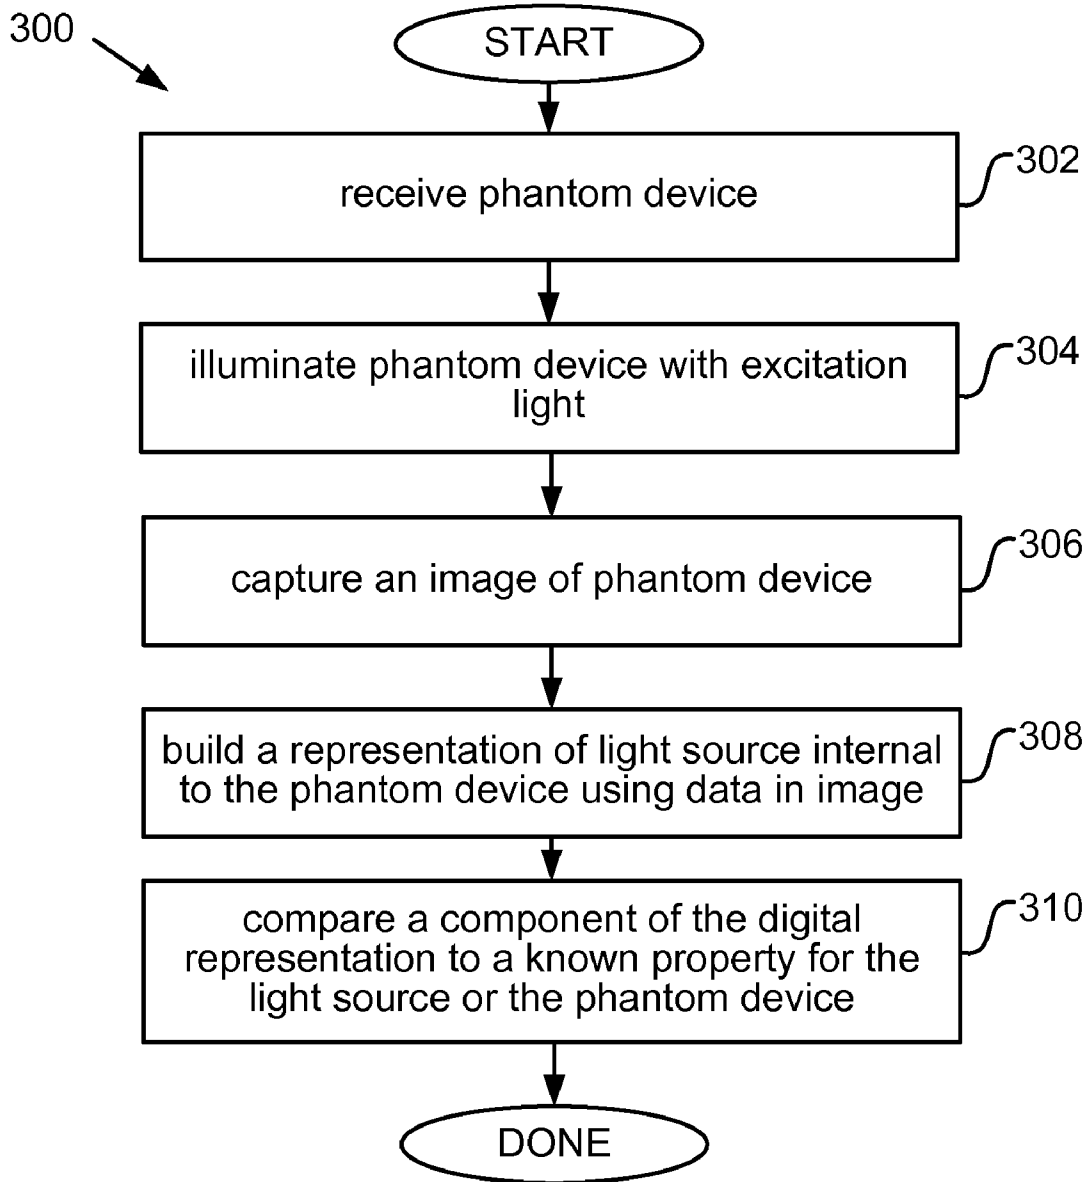 300
START
receive phantom device
302
illuminate phantom device with excitation
light
304
capture an image of phantom device
306
build a representation of light source internal
to the phantom device using data in image
308
compare a component of the digital
representation to a known property for the
light source or the phantom device
310
DONE